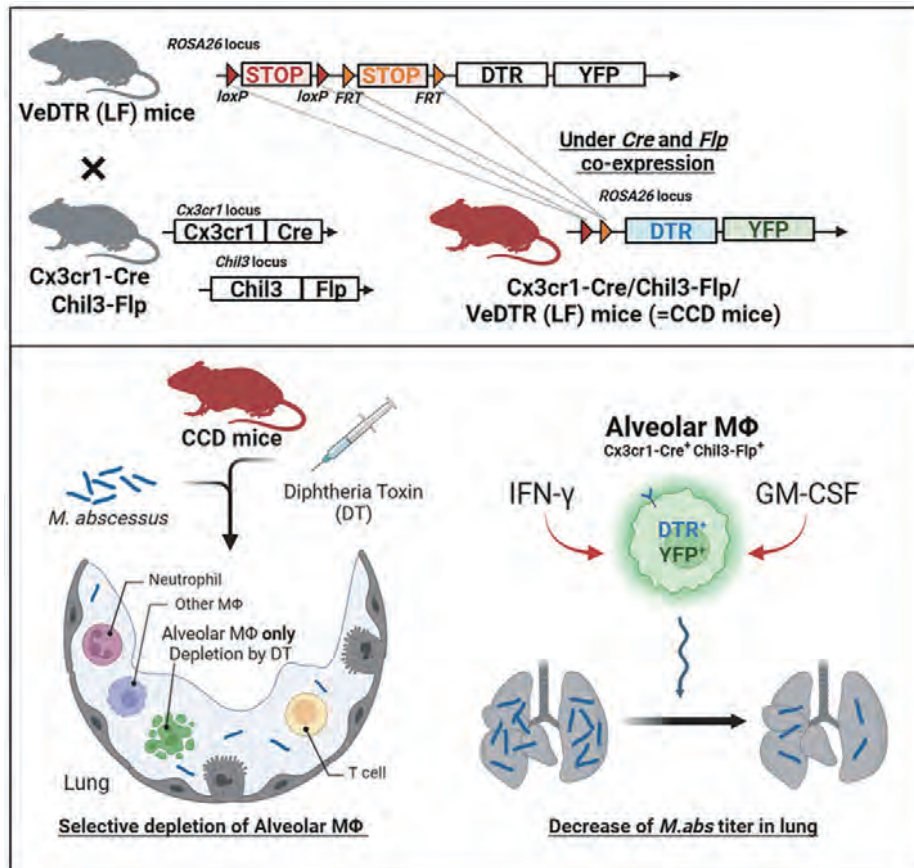 ROSA26 locus
STOP
STOP
DTR
YFP
loxP
loxP
FRT
FRT
VeDTR (LF) mice
×
Under Cre and Flp
co-expression
Cx3cr1 locus
Cx3cr1
Cre
Chil3 locus
Chil3
Flp
Cx3cr1-Cre
Chil3-Flp
ROSA26 locus
DTR
YFP
Cx3cr1-Cre/Chil3-Flp/
VeDTR (LF) mice (=CCD mice)
CCD mice
M. abscessus
Diphtheria Toxin
(DT)
Neutrophil
Other MΦ
Alveolar MΦ only
Depletion by DT
T cell
Lung
Selective depletion of Alveolar MΦ
Alveolar MΦ
Cx3cr1-Cre⁺ Chil3-Flp⁺
IFN-γ
GM-CSF
DTR⁺
YFP⁺
Decrease of M.abs titer in lung